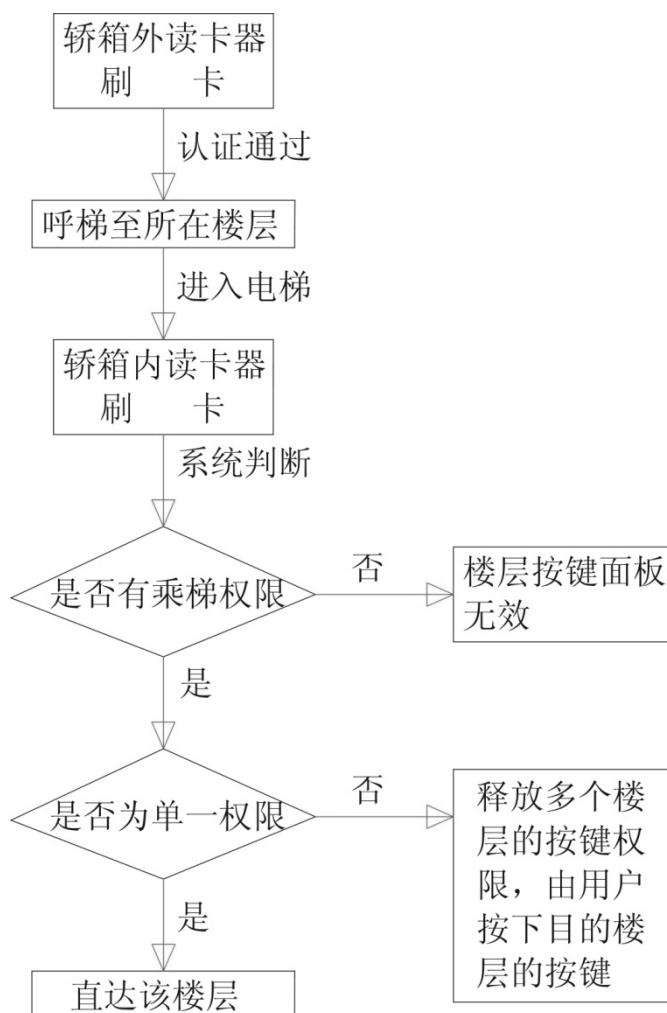 轿箱外读卡器
刷 卡
认证通过
呼梯至所在楼层
进入电梯
轿箱内读卡器
刷 卡
系统判断
是否有乘梯权限
否
楼层按键面板
无效
是
是否为单一权限
否
释放多个楼
层的按键权
限，由用户
按下目的楼
层的按键
是
直达该楼层